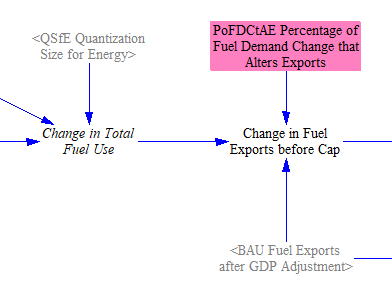 <QSfE Quantization
Size for Energy>
PoFDCtAE Percentage of
Fuel Demand Change that
Alters Exports
Change in Total
Fuel Use
Change in Fuel
Exports before Cap
<BAU Fuel Exports
after GDP Adjustment>